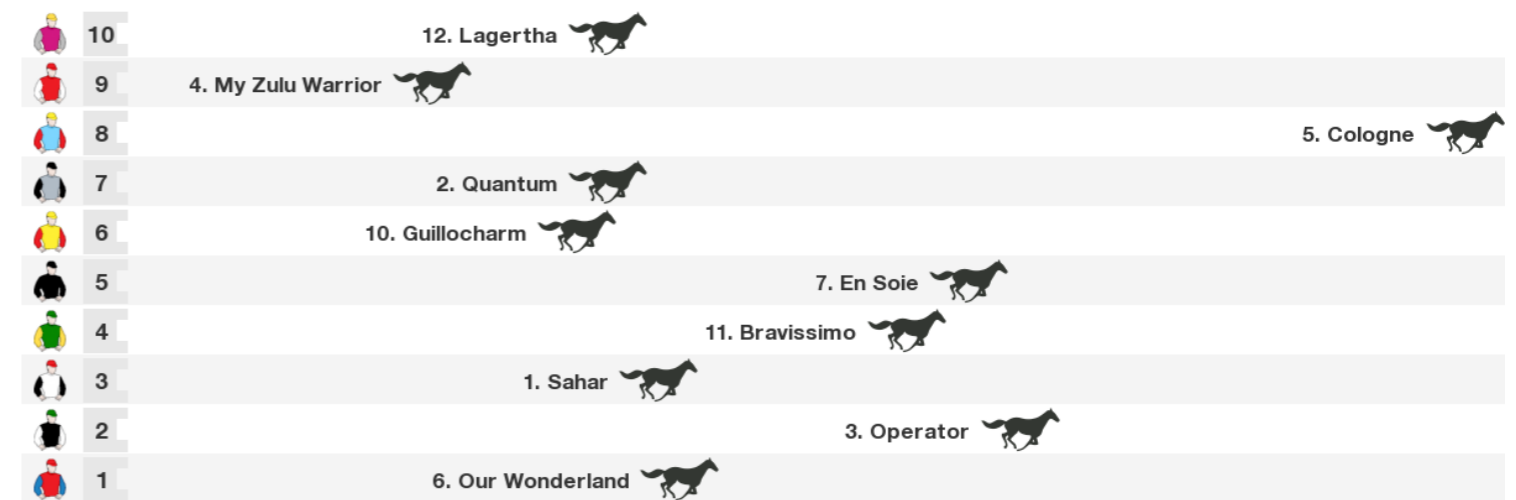 10 12. Lagertha
9 4. My Zulu Warrior
8 5. Cologne
7 2. Quantum
6 10. Guillocharm
5 7. En Soie
4 11. Bravissimo
3 1. Sahar
2 3. Operator
1 6. Our Wonderland